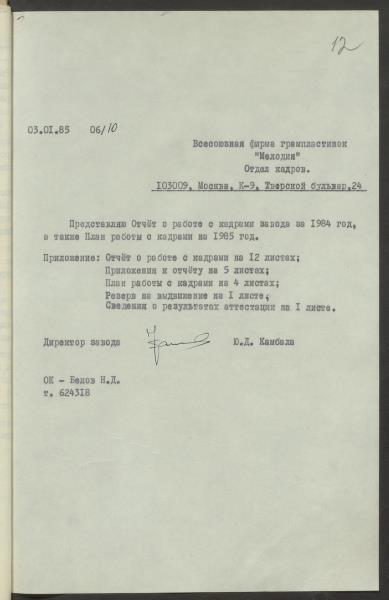 12
03.01.85 06/10
Всесоюзная фирма грампластинок
"Мелодия"
Отдел кадров.
103009, Москва, К-9, Тверской бульвар,24
Представляю Отчёт о работе с кадрами завода за 1984 год,
а также План работы с кадрами на 1985 год.
Приложение: Отчёт о работе с кадрами на 12 листах;
Приложения к отчёту на 5 листах;
План работы с кадрами на 4 листах;
Резерв на выдвижение на I листе;
Сведения о результатах аттестации на I листе.
Директор завода Ю.Д. Камбала
ОК - Белов Н.Д.
т. 624318